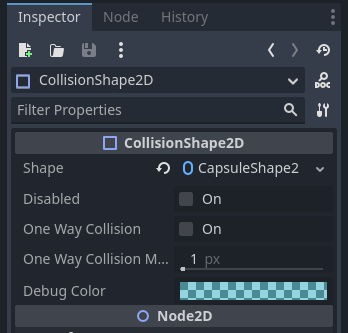 Inspector Node History
DOC
CollisionShape2D
Filter Properties
CollisionShape2D
Shape CapsuleShape2
Disabled On
One Way Collision On
One Way Collision M... 1 px
Debug Color
Node2D